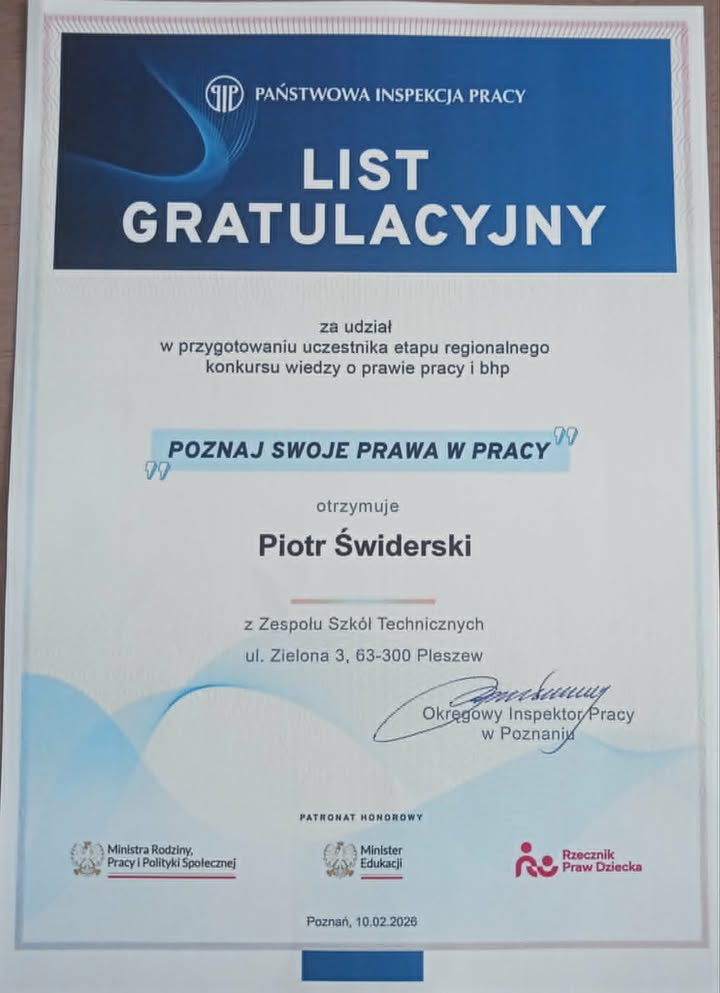 PAŃSTWOWA INSPEKCJA PRACY
LIST
GRATULACYJNY
za udział
w przygotowaniu uczestnika etapu regionalnego
konkursu wiedzy o prawie pracy i bhp
"POZNAJ SWOJE PRAWA W PRACY"
otrzymuje
Piotr Świderski
z Zespołu Szkół Technicznych
ul. Zielona 3, 63-300 Pleszew
Okręgowy Inspektor Pracy
w Poznaniu
PATRONAT HONOROWY
Ministra Rodziny,
Pracy i Polityki Społecznej
Minister
Edukacji
Rzecznik
Praw Dziecka
Poznań, 10.02.2026